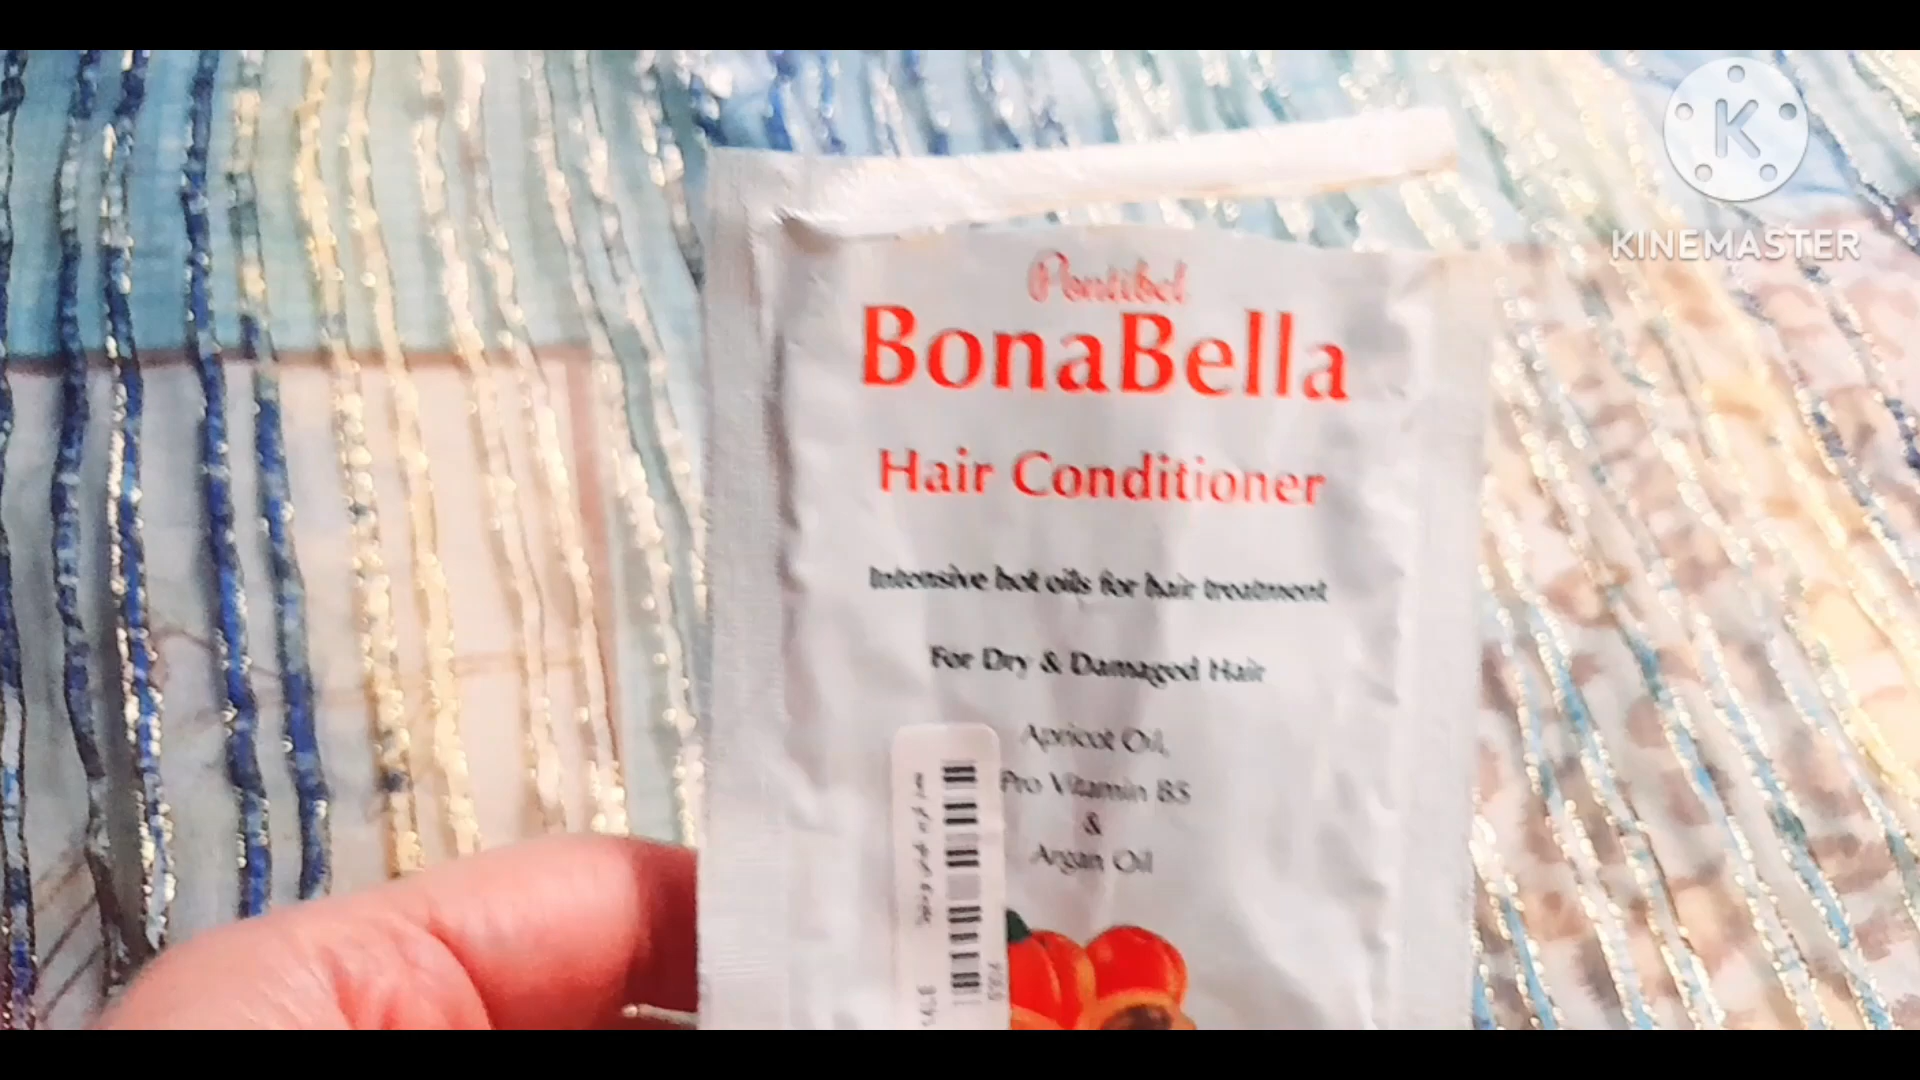 K
KINEMASTER
Pontibel
BonaBella
Hair Conditioner
Intensive hot oils for hair treatment
For Dry & Damaged Hair
Apricot Oil,
Pro Vitamin B5
&
Argan Oil